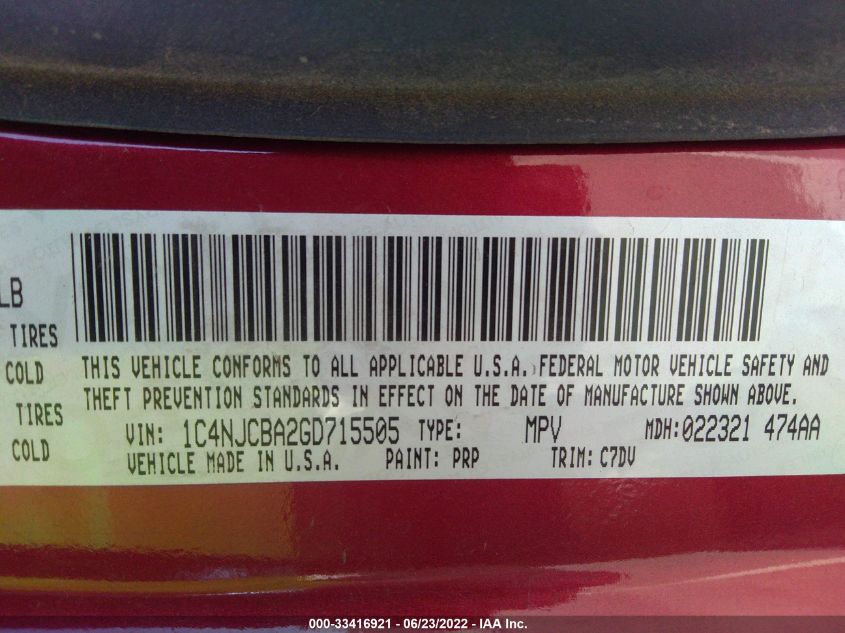 LB
TIRES
COLD
TIRES
COLD
THIS VEHICLE CONFORMS TO ALL APPLICABLE U.S.A. FEDERAL MOTOR VEHICLE SAFETY AND
THEFT PREVENTION STANDARDS IN EFFECT ON THE DATE OF MANUFACTURE SHOWN ABOVE.
VIN: 1C4NJCBA2GD715505 TYPE: MPV MDH:022321 474AA
VEHICLE MADE IN U.S.A. PAINT: PRP TRIM: C7DV
000-33416921 - 06/23/2022 - IAA Inc.